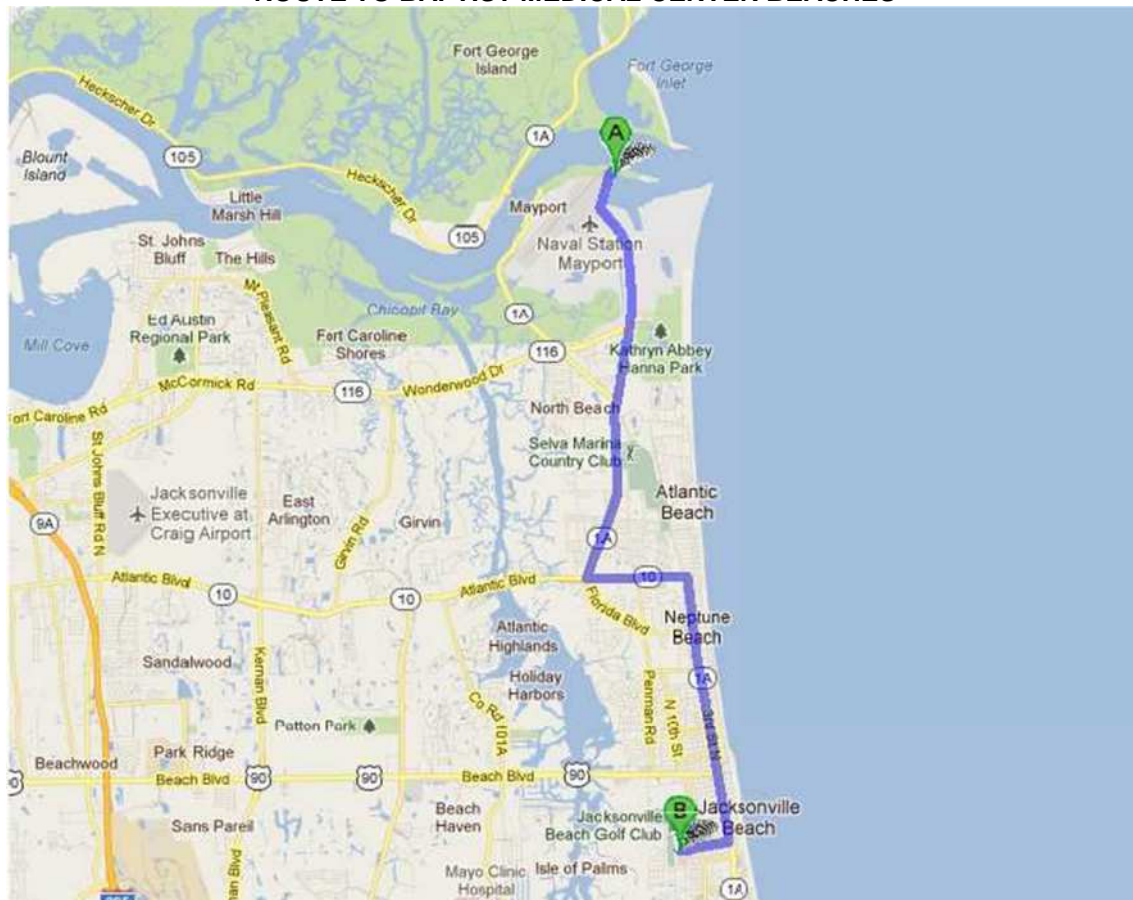 ROUTE TO BAPTIST MEDICAL CENTER BEACHES
Fort George
Island
Fort George
Inlet
Heckscher Dr
1A
A
105
Blount
Island
Heckscher Dr
Little
Marsh Hill
Mayport
105
Naval Station
Mayport
St. Johns
Bluff
The Hills
Mt Pleasant Rd
Chicopit Bay
1A
Ed Austin
Regional Park
Fort Caroline
Shores
116
Kathryn Abbey
Hanna Park
Mill Cove
McCormick Rd
116
Wonderwood Dr
North Beach
ort Caroline Rd
St Johns Bluff Rd N
Selva Marina
Country Club
Jacksonville
Executive at
Craig Airport
East
Arlington
Girvin Rd
Girvin
Atlantic
Beach
9A
1A
Atlantic Blvd
10
10
Atlantic Blvd
10
Florida Blvd
Neptune
Beach
Atlantic
Highlands
Sandalwood
Kernan Blvd
Holiday
Harbors
Penman Rd
N 10th St
1A
3rd St N
Co Rd 101A
Patton Park
Park Ridge
Beachwood
Beach Blvd
90
90
Beach Blvd
90
Sans Pareil
Beach
Haven
Jacksonville
Beach Golf Club
B
Jacksonville
Beach
Mayo Clinic
Hospital
Isle of Palms
nan Blvd
1A